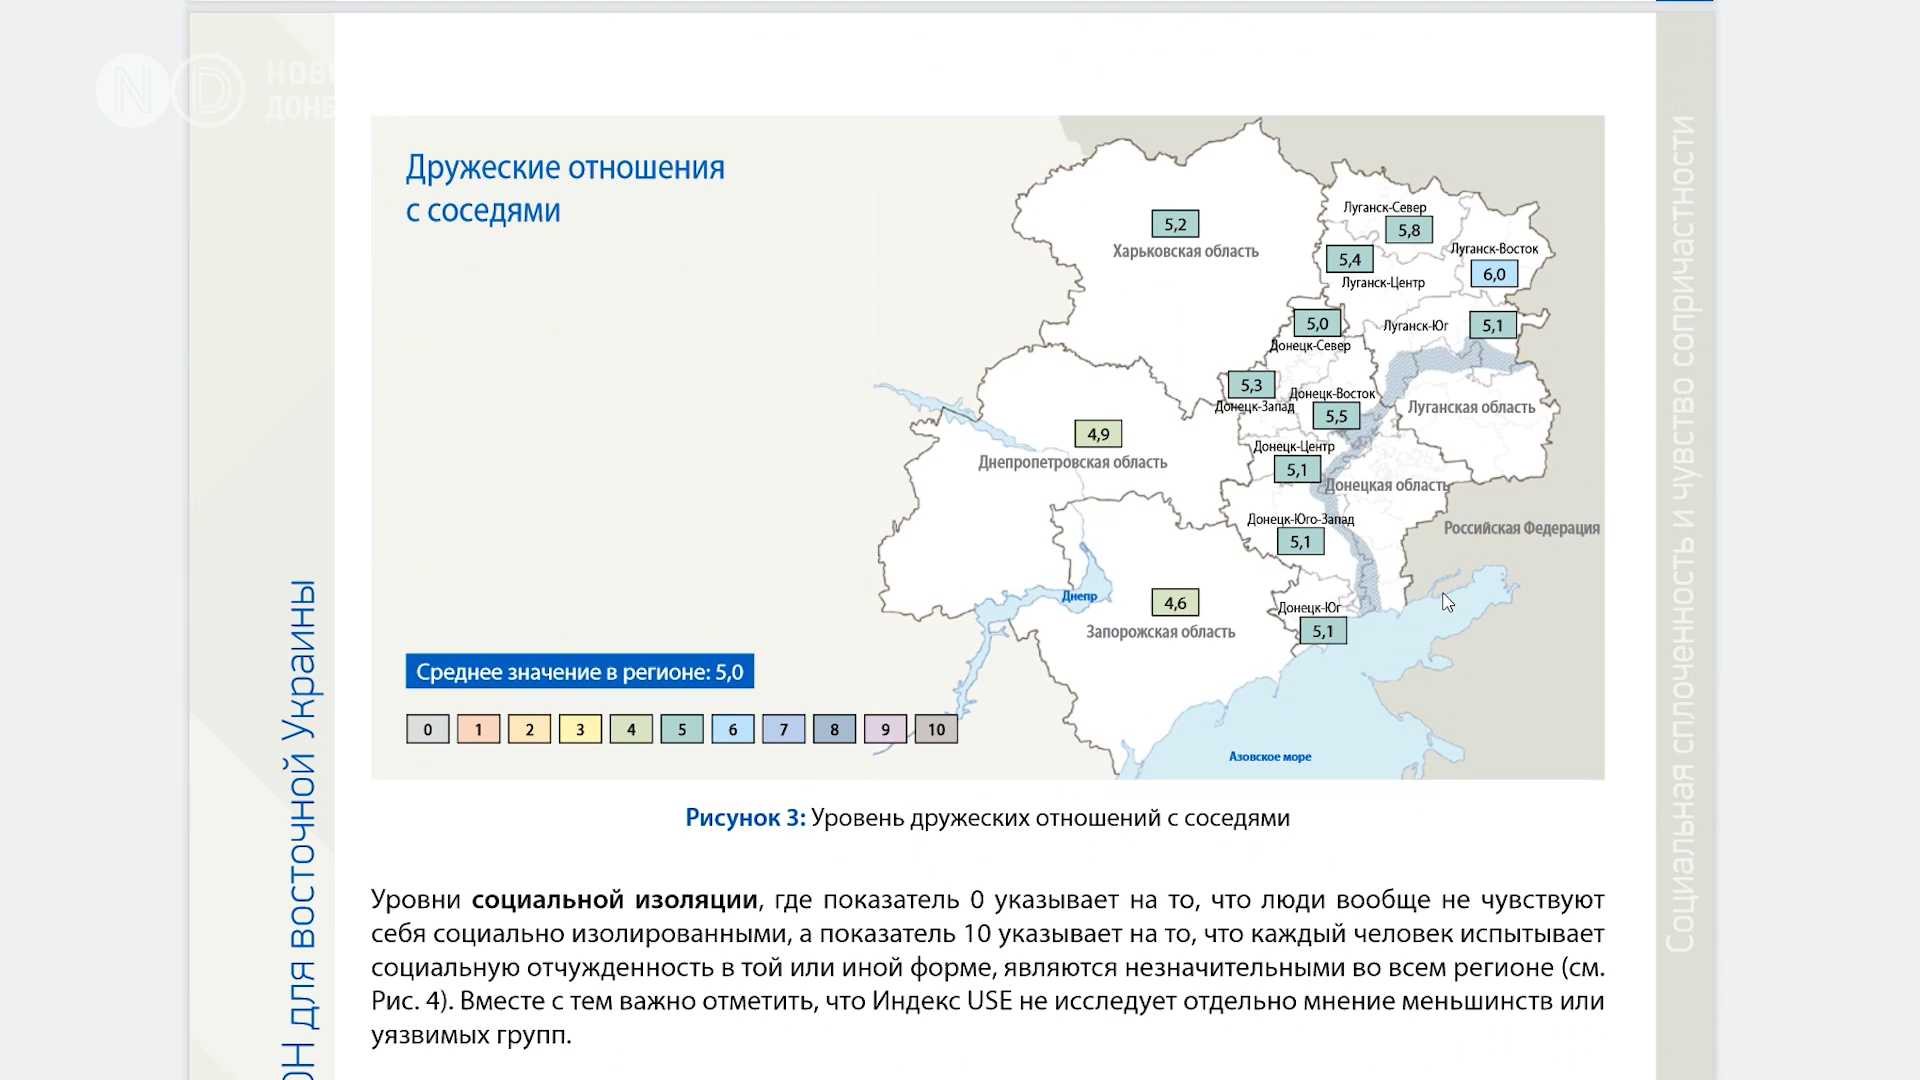 НОВ
ДОНБ
Дружеские отношения
с соседями
5,2
Харьковская область
Луганск-Север
5,8
5,4
Луганск-Центр
Луганск-Восток
6,0
Луганск-Юг
5,1
5,0
Донецк-Север
5,3
Донецк-Запад
Донецк-Восток
5,5
Луганская область
4,9
Днепропетровская область
Донецк-Центр
5,1
Донецкая область
Донецк-Юго-Запад
5,1
Российская Федерация
Днепр
4,6
Запорожская область
Донецк-Юг
5,1
Среднее значение в регионе: 5,0
0 1 2 3 4 5 6 7 8 9 10
Азовское море
Рисунок 3: Уровень дружеских отношений с соседями
Уровни социальной изоляции, где показатель 0 указывает на то, что люди вообще не чувствуют
себя социально изолированными, а показатель 10 указывает на то, что каждый человек испытывает
социальную отчужденность в той или иной форме, являются незначительными во всем регионе (см.
Рис. 4). Вместе с тем важно отметить, что Индекс USE не исследует отдельно мнение меньшинств или
уязвимых групп.
ОН для восточной Украины
Социальная сплоченность и чувство сопричастности